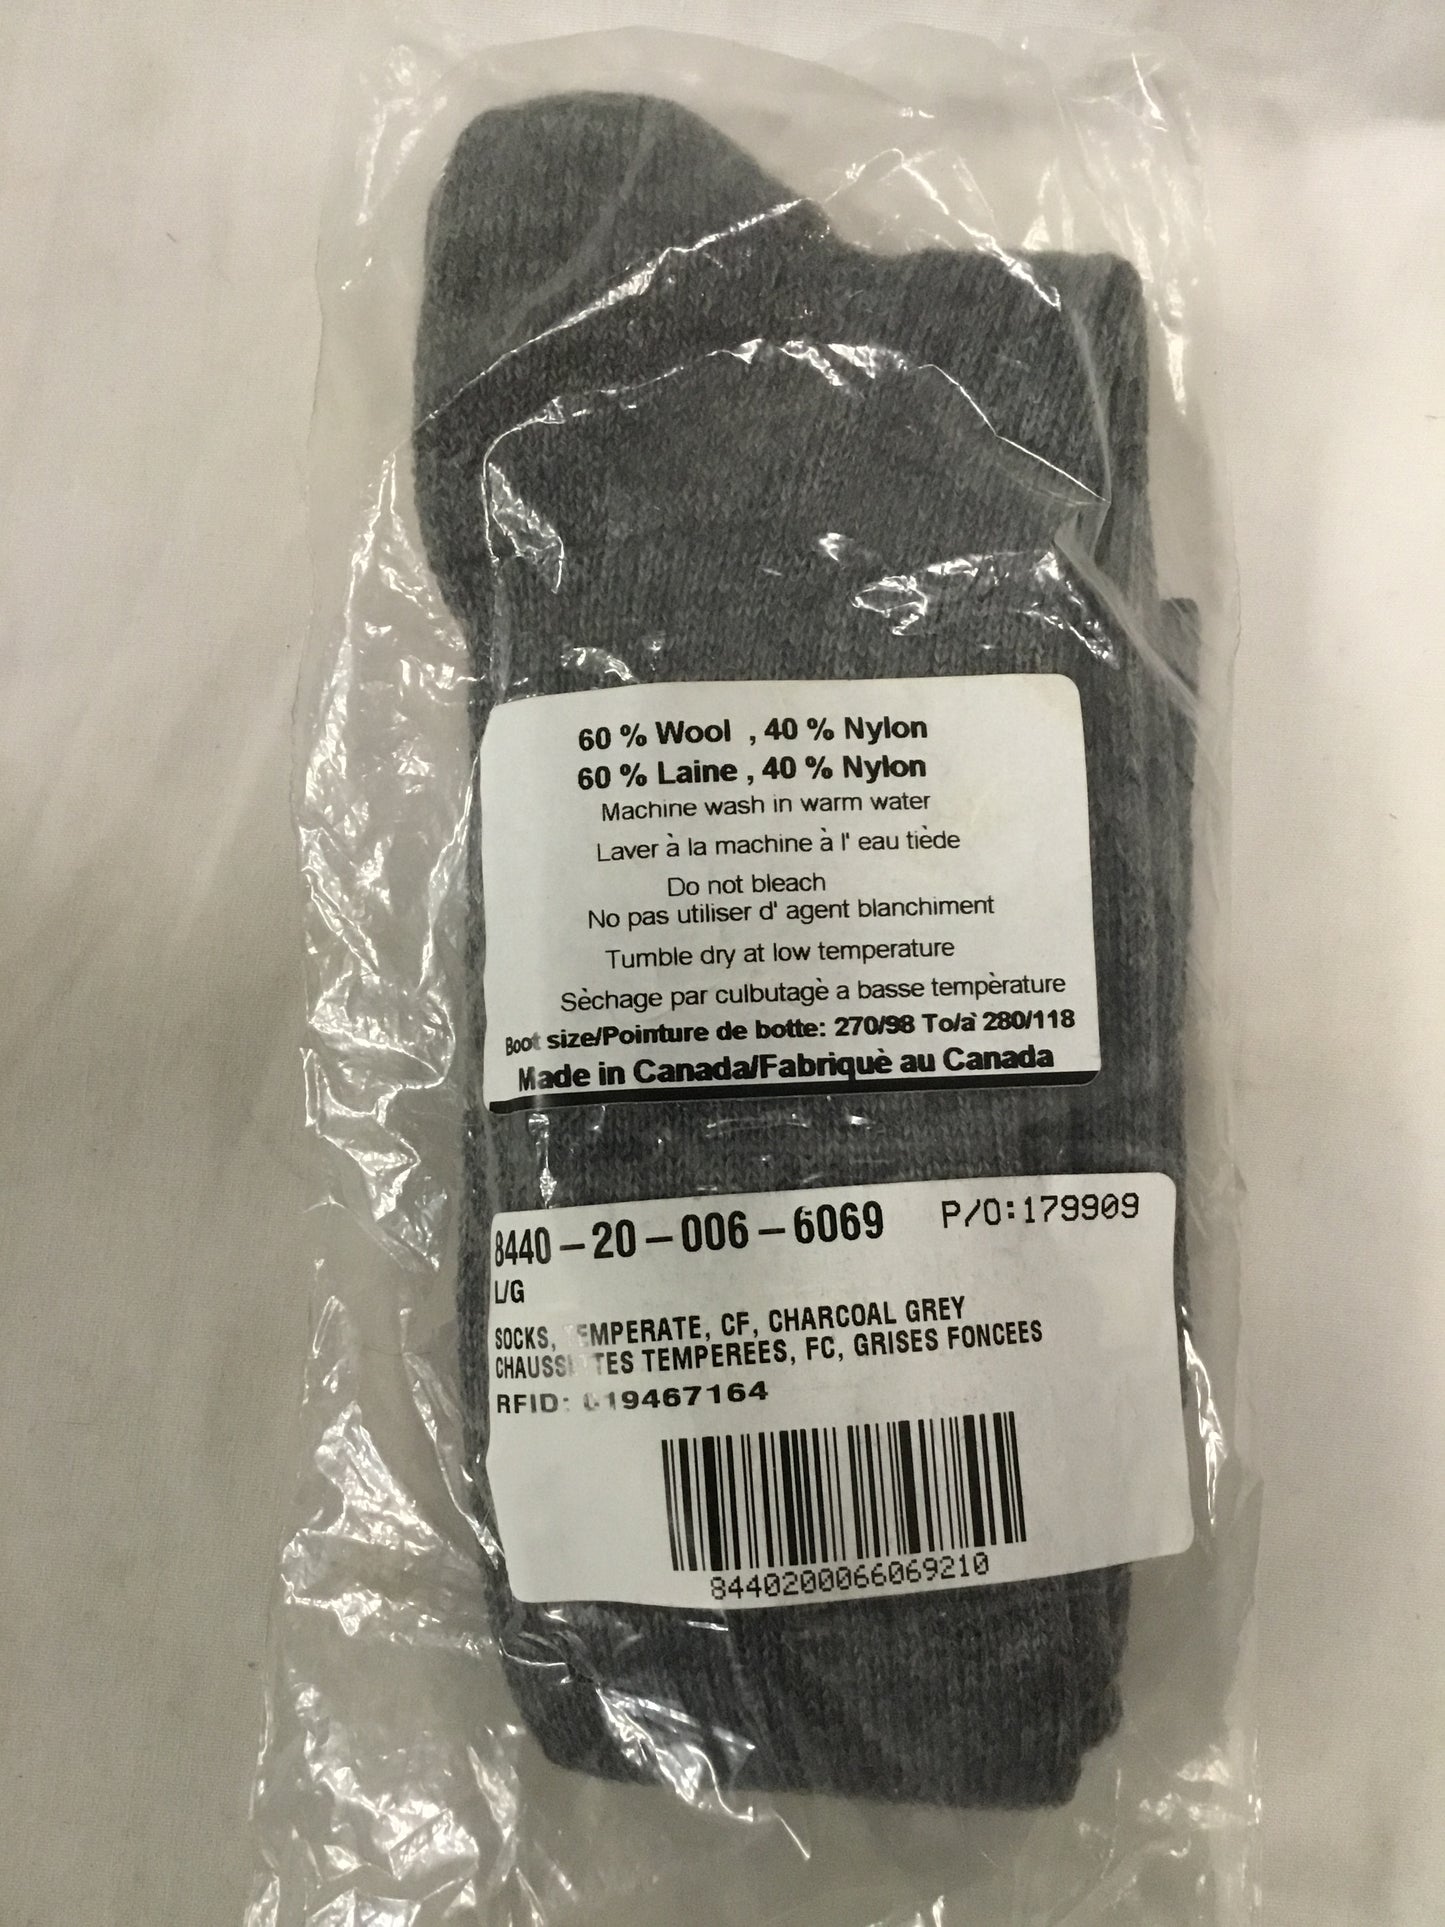 60 % Wool , 40 % Nylon
60 % Laine , 40 % Nylon
Machine wash in warm water
Laver à la machine à l' eau tiède
Do not bleach
No pas utiliser d' agent blanchiment
Tumble dry at low temperature
Sèchage par culbutagè a basse tempèrature
Boot size/Pointure de botte: 270/98 To/à 280/118
Made in Canada/Fabriquè au Canada
8440-20-006-6069 P/O:179909
L/G
SOCKS, TEMPERATE, CF, CHARCOAL GREY
CHAUSSETTES TEMPEREES, FC, GRISES FONCEES
RFID:
8440200066069210